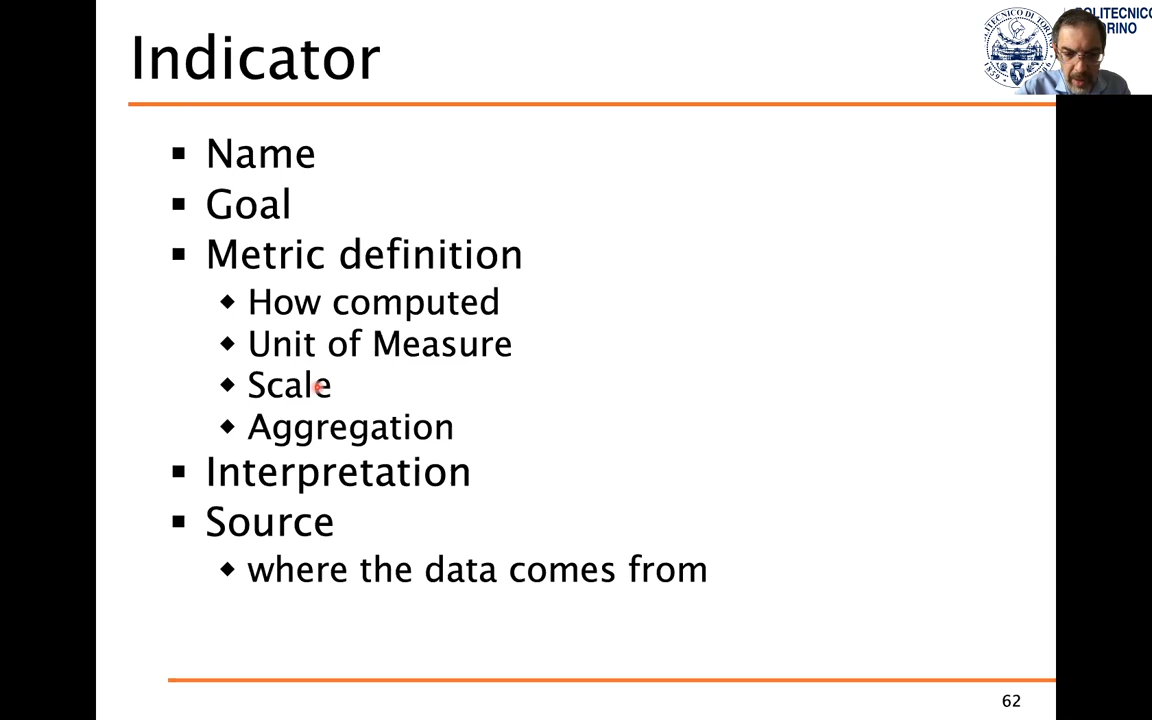 Indicator
POLITECNICO
Name
Goal
Metric definition
How computed
Unit of Measure
Scale
Aggregation
Interpretation
Source
where the data comes from
62